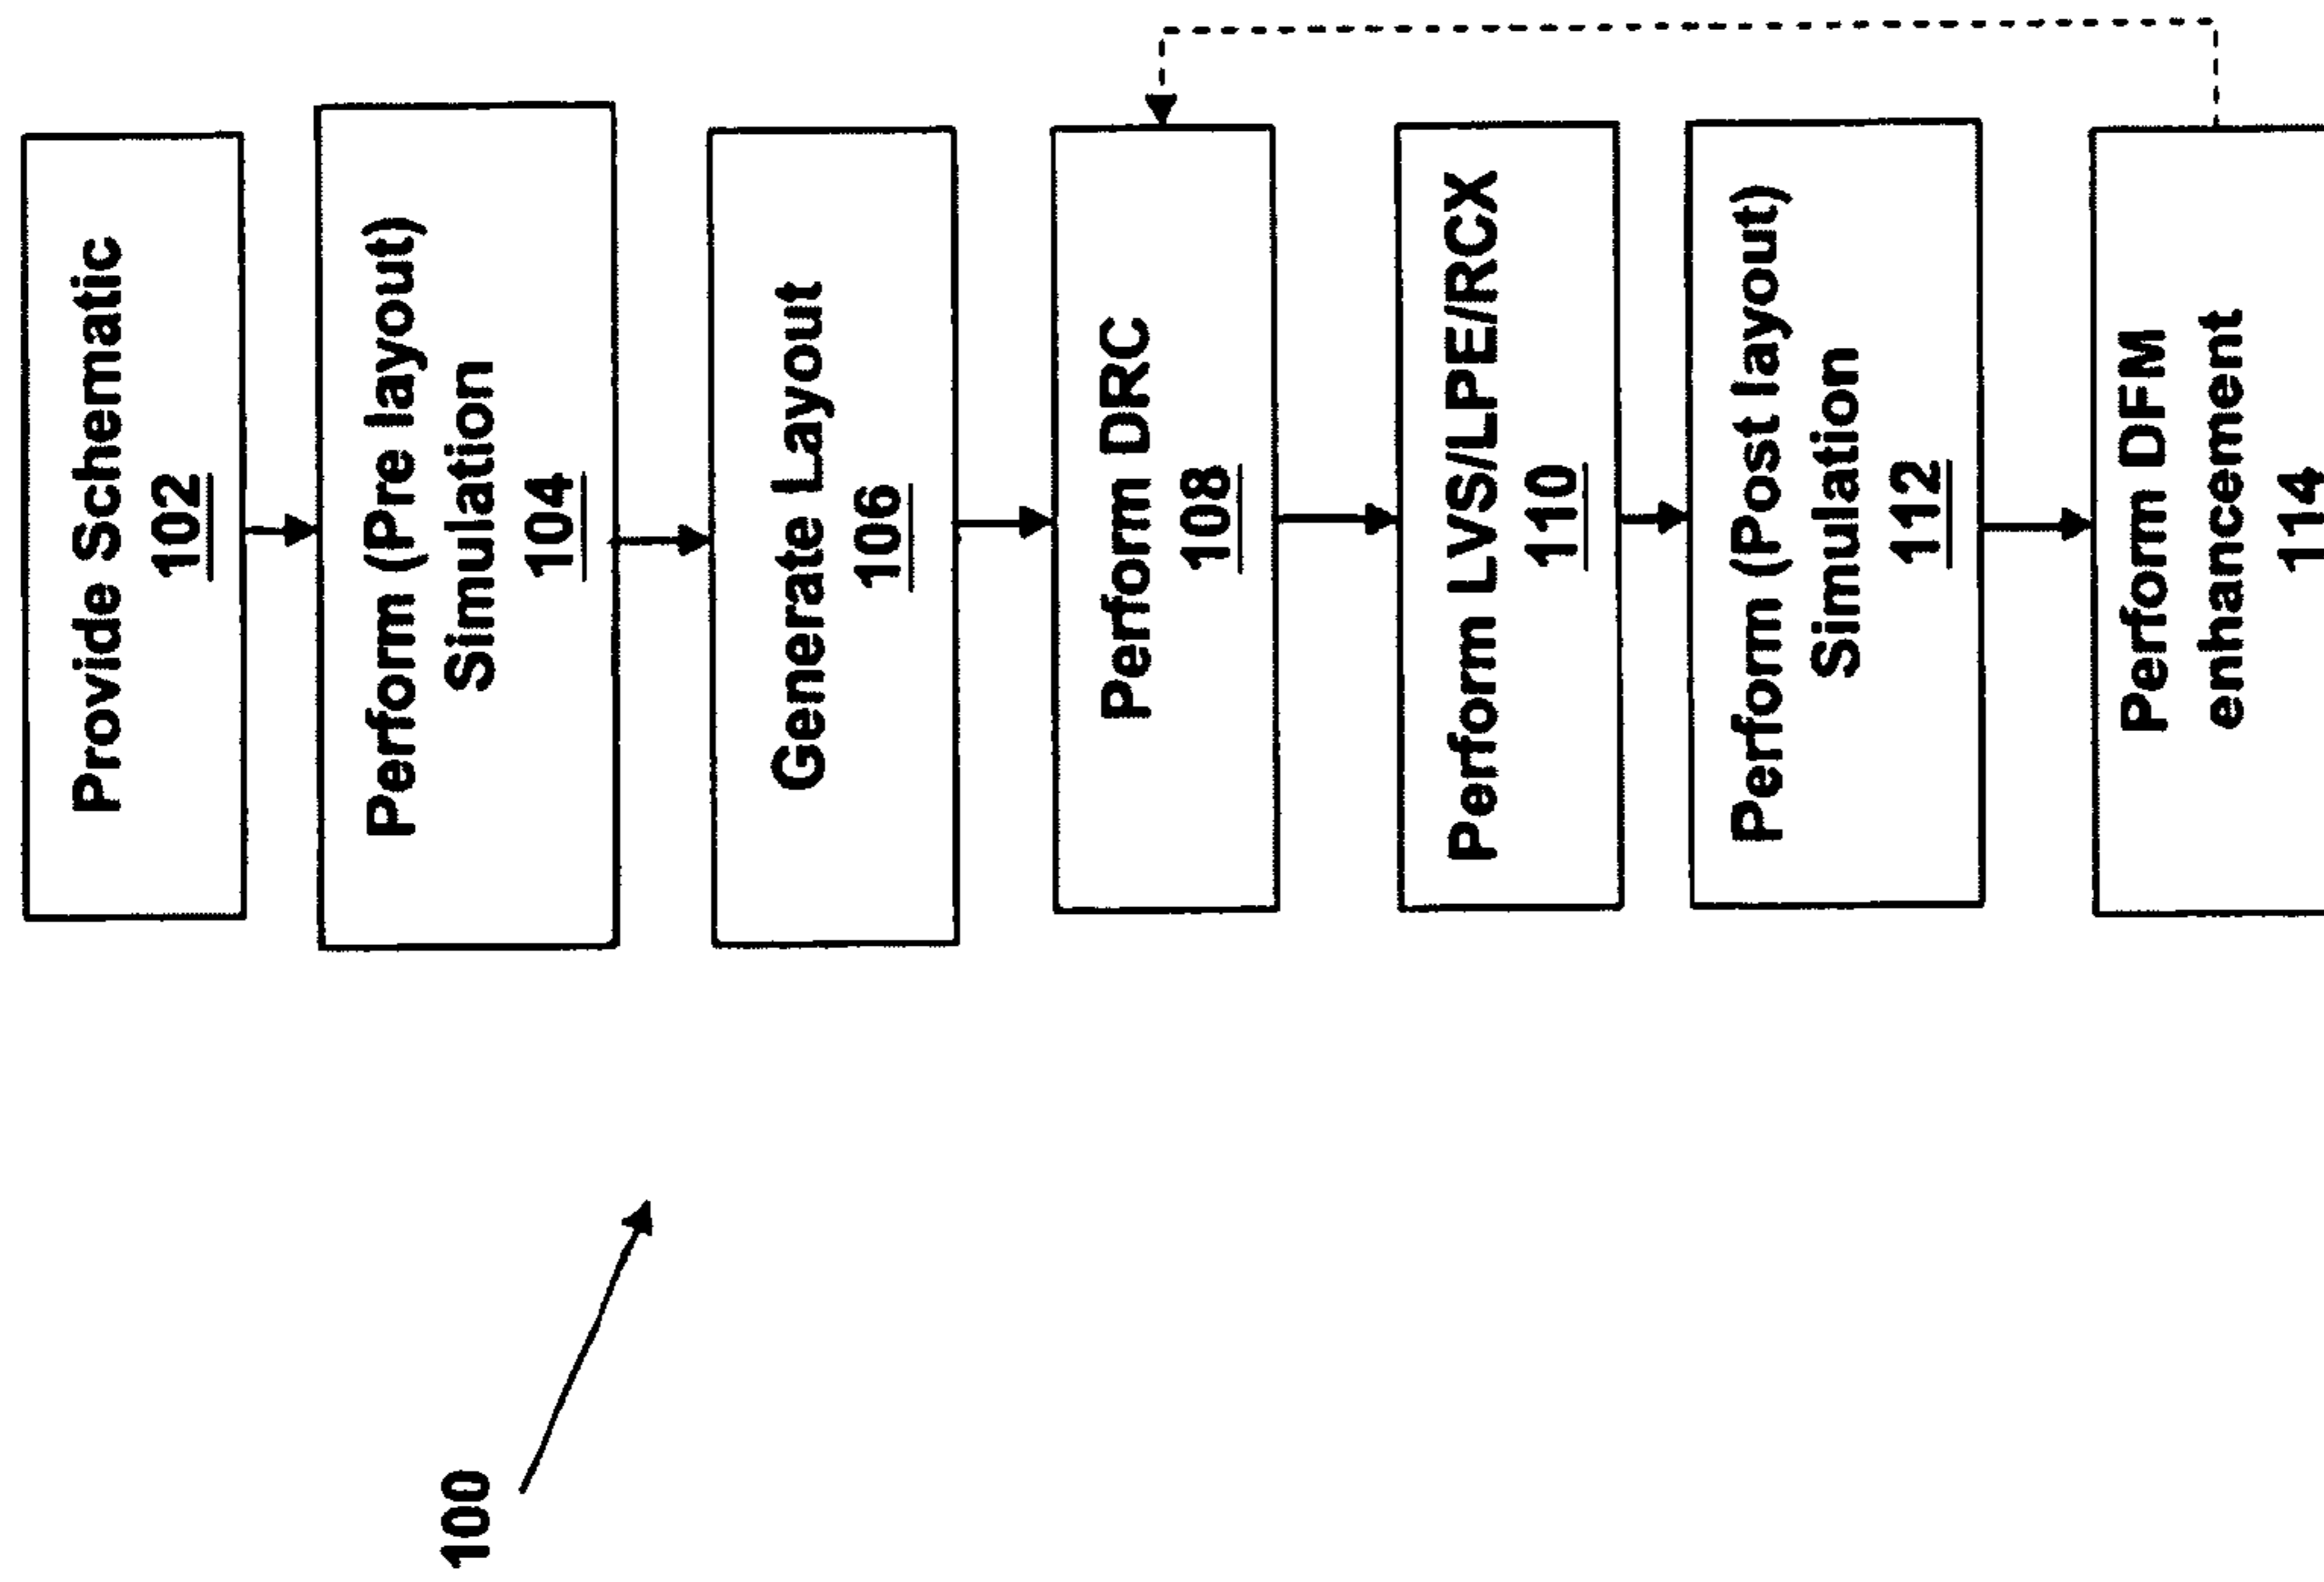 100
Provide Schematic
102
Perform (Pre layout)
Simulation
104
Generate Layout
106
Perform DRC
108
Perform LVS/LPE/RCX
110
Perform (Post layout)
Simulation
112
Perform DFM
enhancement
114